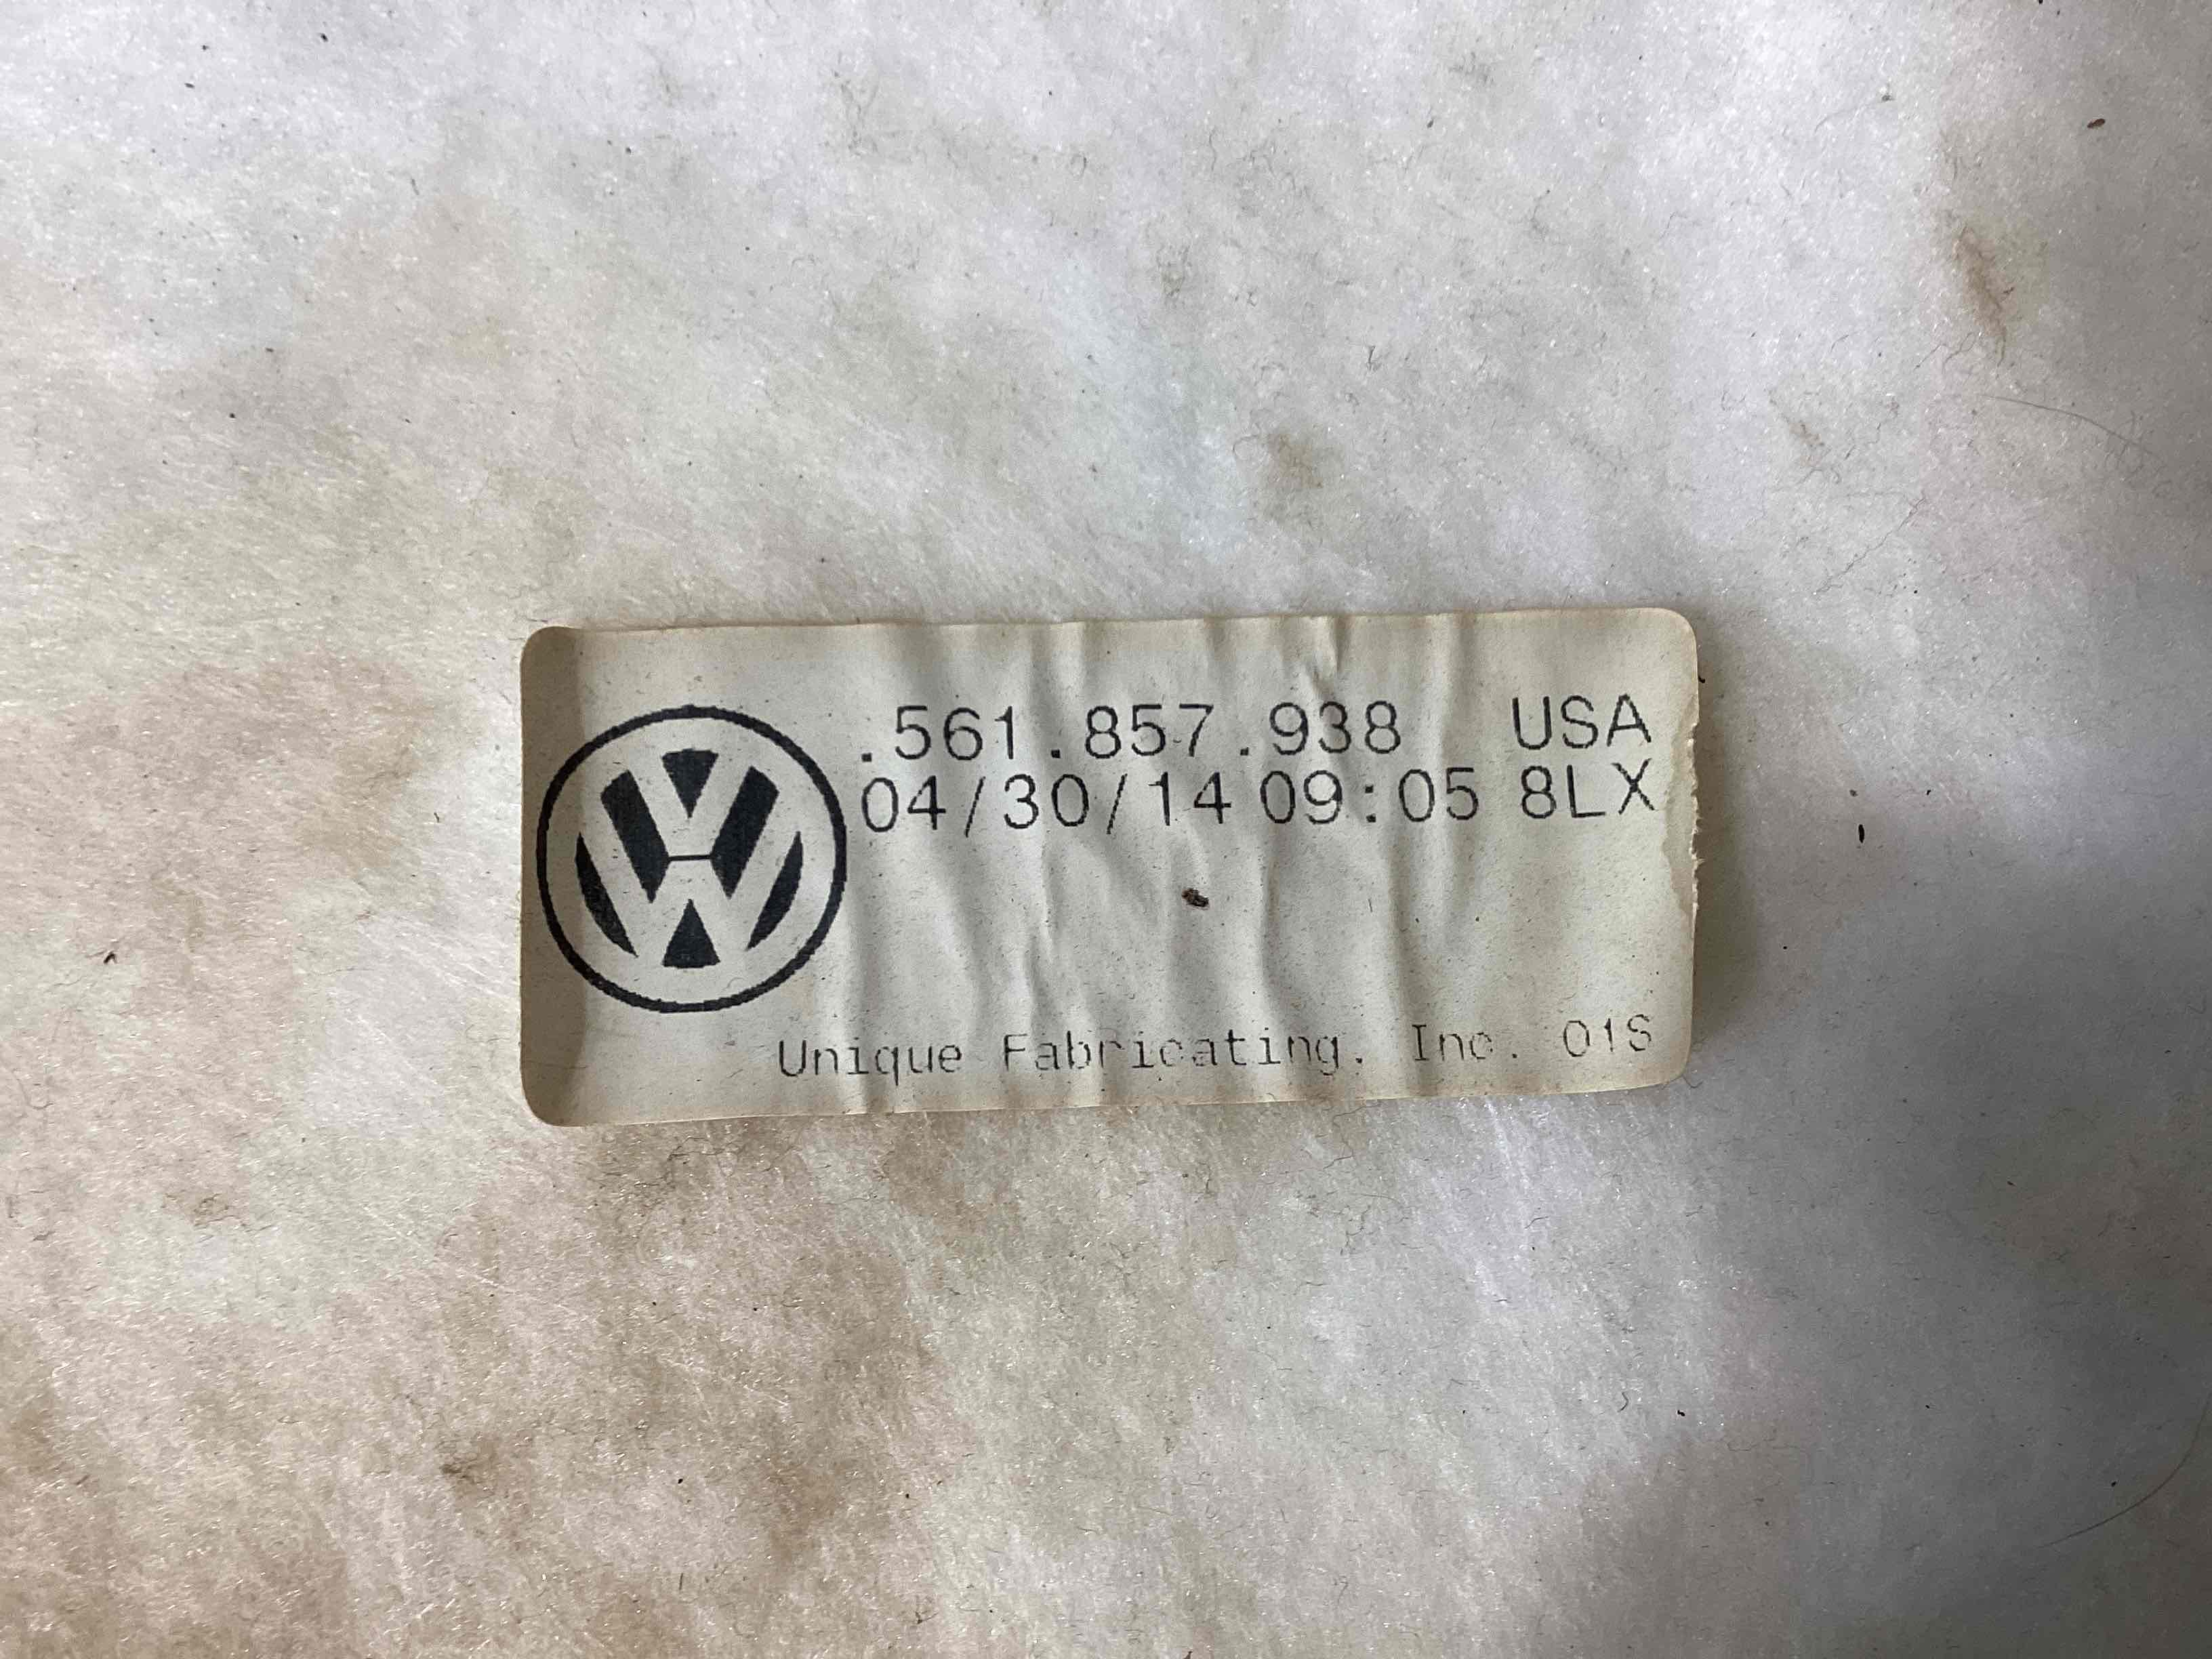 .561.857.938 USA
04/30/14 09:05 8LX
Unique Fabricating, Inc. 01S